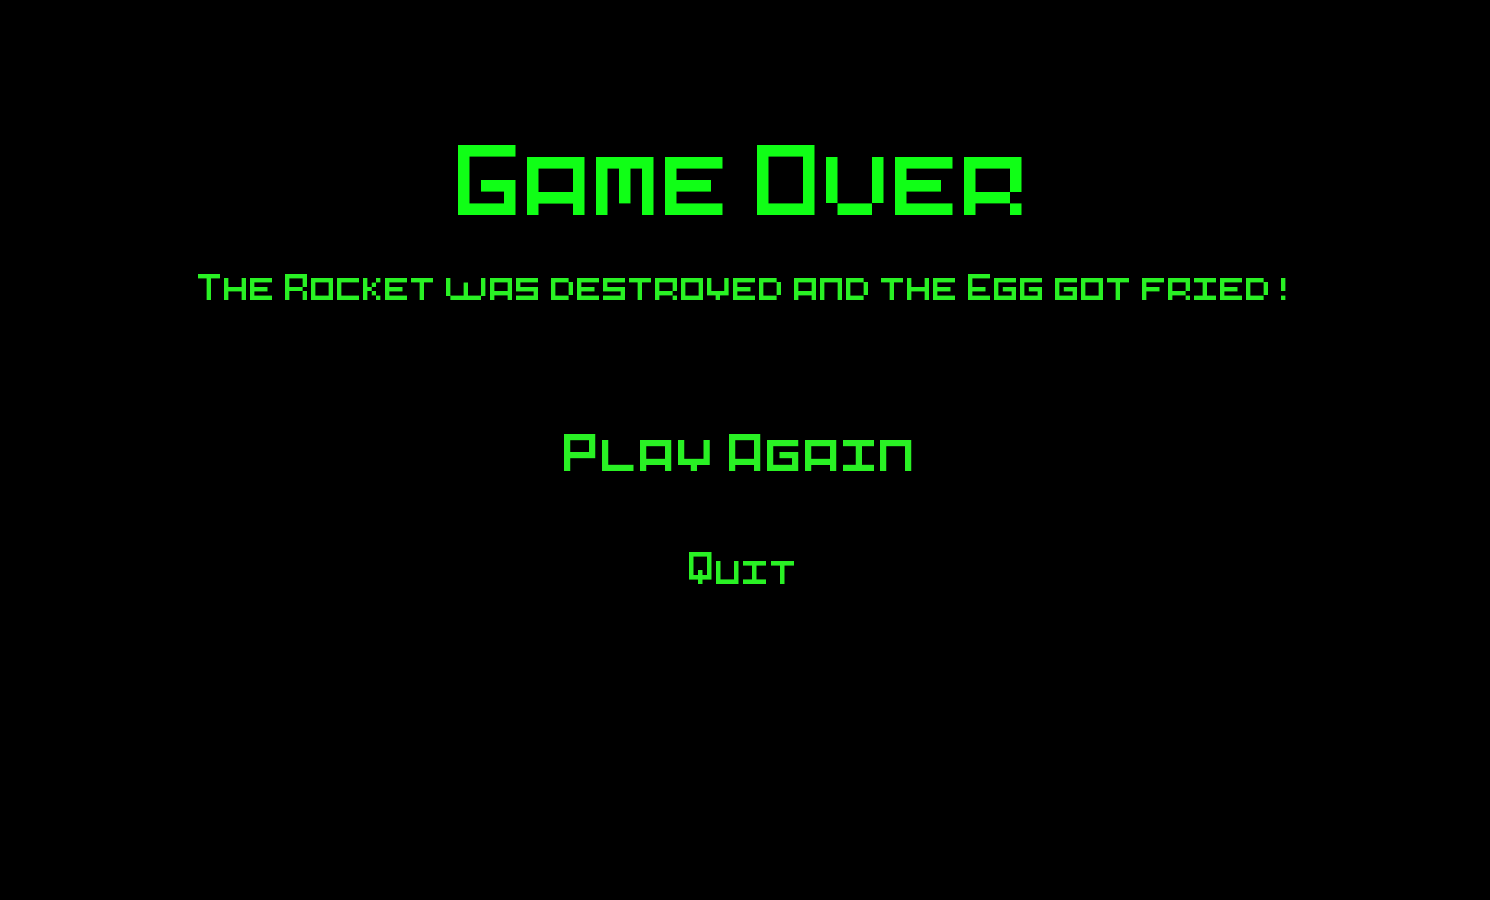 Game Over
The Rocket was destroyed and the Egg got fried !
Play Again
Quit